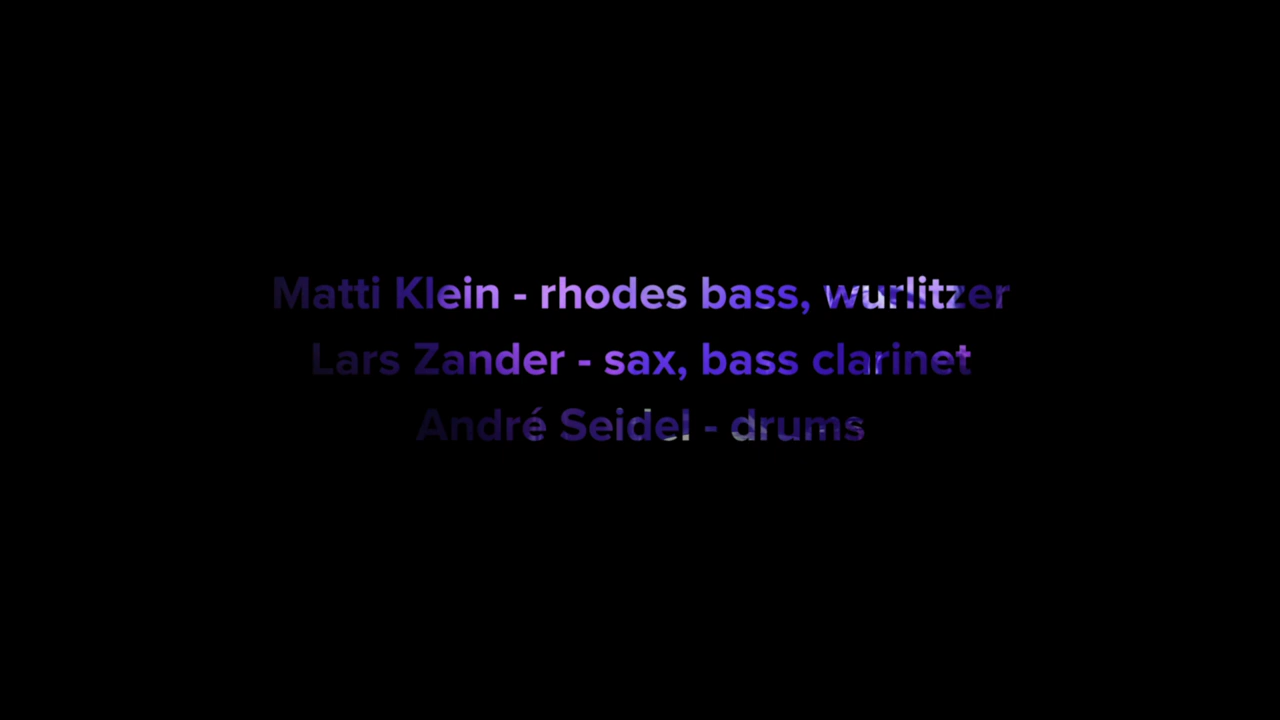 Matti Klein - rhodes bass, wurlitzer
Lars Zander - sax, bass clarinet
André Seidel - drums